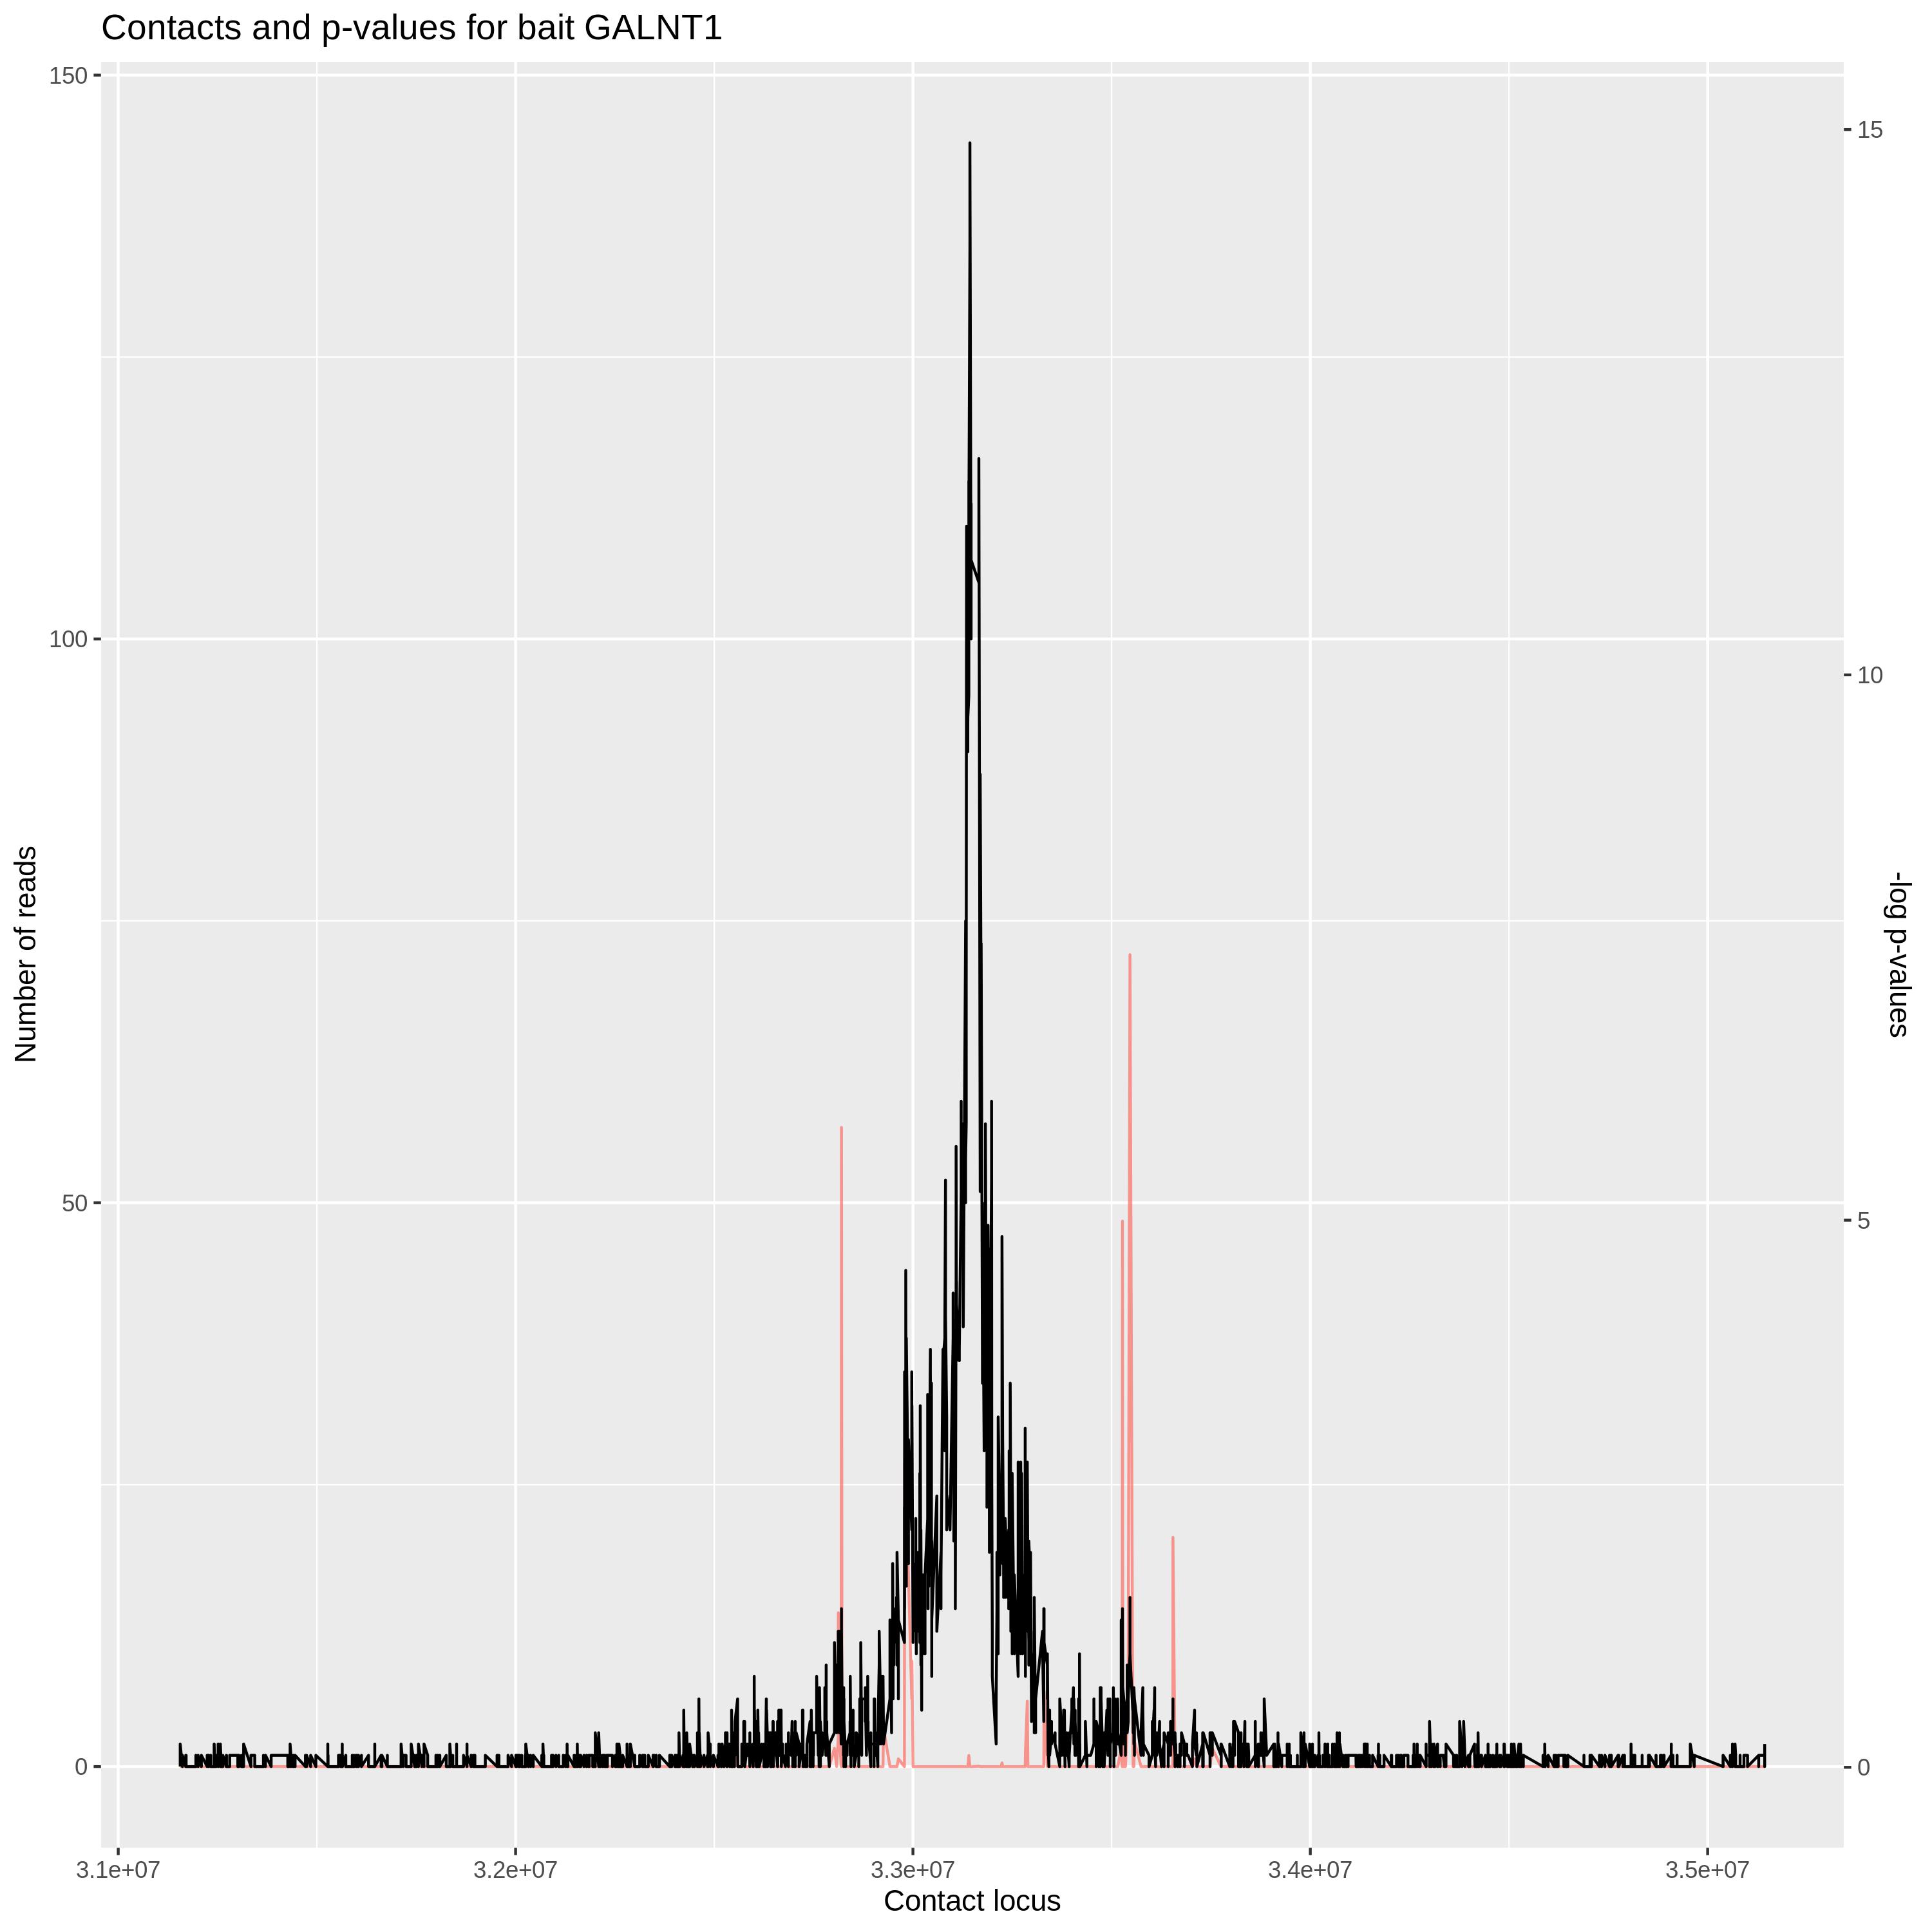 Contacts and p-values for bait GALNT1
150
100
50
0
Number of reads
15
10
5
0
-log p-values
3.1e+07
3.2e+07
3.3e+07
3.4e+07
3.5e+07
Contact locus